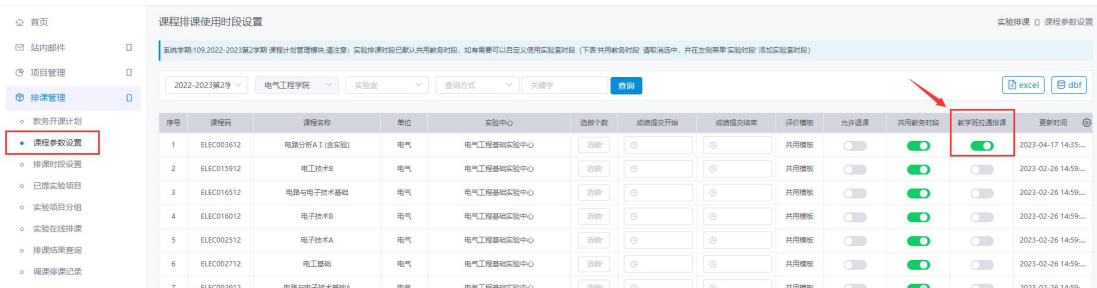 首页
站内邮件
项目管理
排课管理
教务开课计划
课程参数设置
排课时段设置
已提实验项目
实验项目分组
实验在线排课
排课结果查询
调课停课记录
课程排课使用时段设置
实验排课 课程参数设置
系统学期:109,2022-2023第2学期 课程计划管理模块,请注意：实验排课时段已默认共用教务时段，如有需要可以自定义使用实验室时段（下表‘共用教务时段’ 请取消选中，并在左侧菜单‘实验时段’ 添加实验室时段）
2022-2023第2学 电气工程学院 实验室 查询方式 关键字 查询 excel dbf
序号 课程码 课程名称 单位 实验中心 选做个数 成绩提交开始 成绩提交结束 评价模板 允许退课 共用教务时段 教学班拉通排课 更新时间
1 ELEC003612 电路分析AⅠ(含实验) 电气 电气工程基础实验中心 选做· 共用模板 2023-04-17 14:35:...
2 ELEC015912 电工技术B 电气 电气工程基础实验中心 选做· 共用模板 2023-02-26 14:59:...
3 ELEC016512 电路与电子技术基础 电气 电气工程基础实验中心 选做· 共用模板 2023-02-26 14:59:...
4 ELEC016012 电子技术B 电气 电气工程基础实验中心 选做· 共用模板 2023-02-26 14:59:...
5 ELEC002512 电子技术A 电气 电气工程基础实验中心 选做· 共用模板 2023-02-26 14:59:...
6 ELEC002712 电工基础 电气 电气工程基础实验中心 选做· 共用模板 2023-02-26 14:59:...